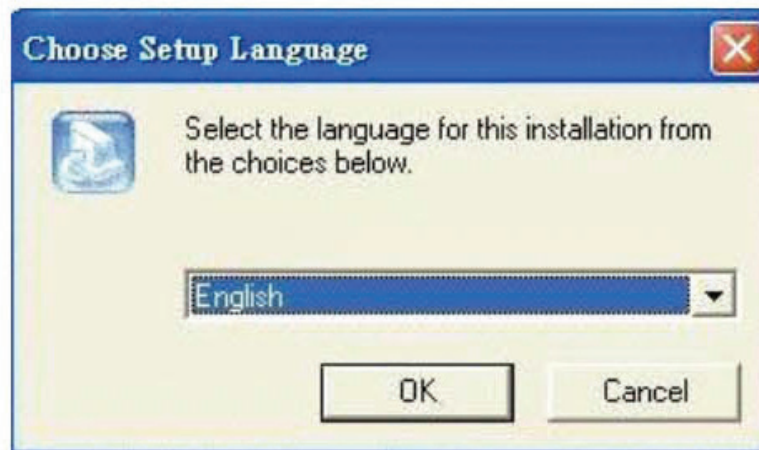 Choose Setup Language
Select the language for this installation from
the choices below.
English
OK
Cancel